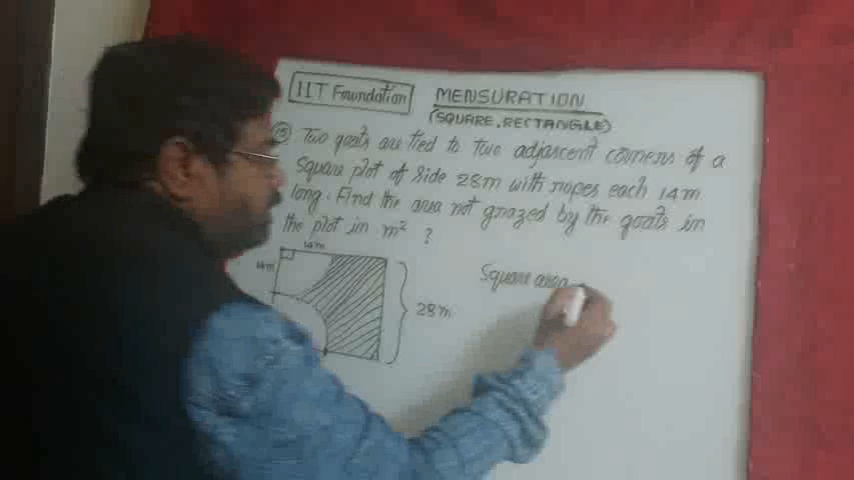 IIT Foundation
MENSURATION
(SQUARE, RECTANGLE)
15 Two goats are tied to two adjascent corners of a
square plot of side 28m with ropes each 14m
long. Find the area not grazed by the goats in
the plot in m² ?
14m
14m
28m
Square area